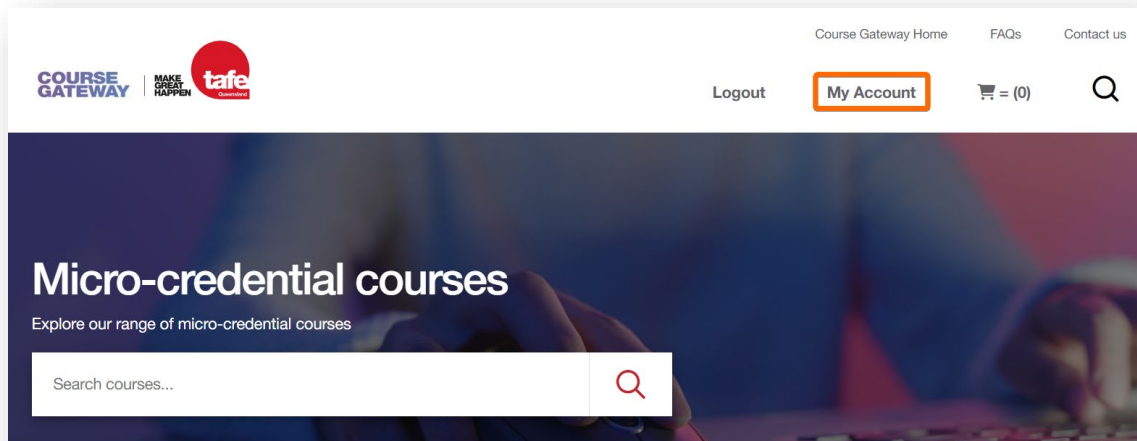 Course Gateway Home FAQs Contact us
COURSE
GATEWAY
MAKE
GREAT
HAPPEN
tafe
Queensland
Logout My Account = (0)
Micro-credential courses
Explore our range of micro-credential courses
Search courses...